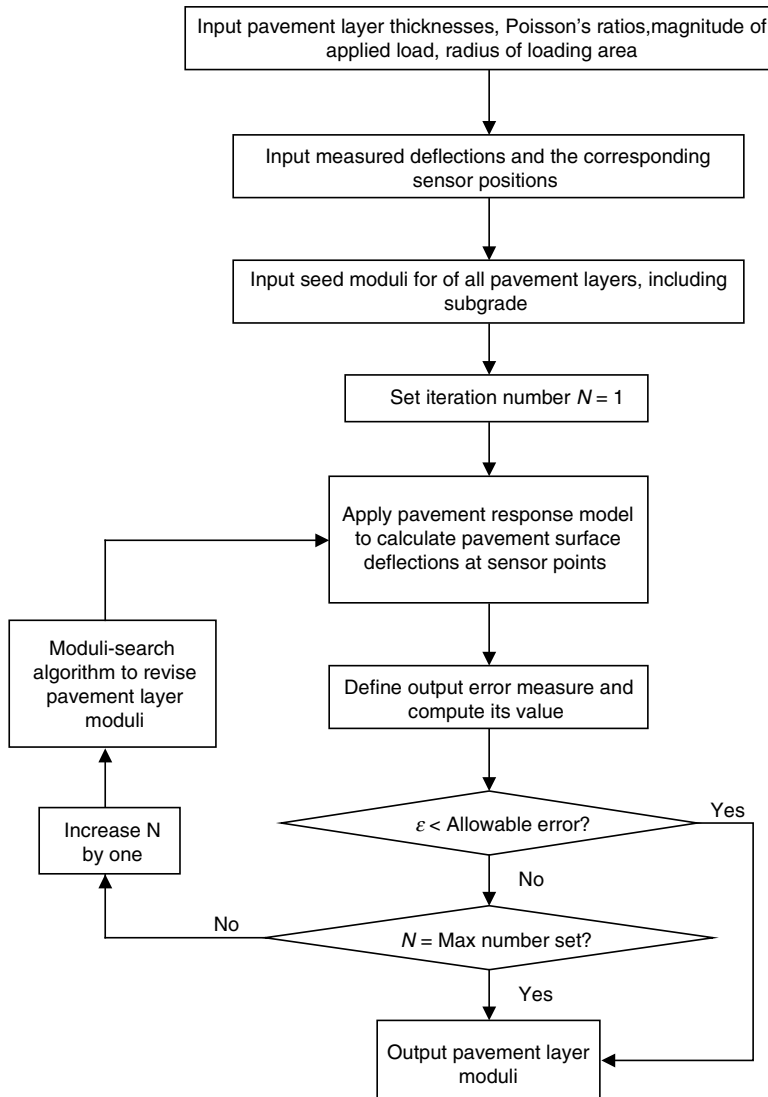 Input pavement layer thicknesses, Poisson's ratios,magnitude of
applied load, radius of loading area
Input measured deflections and the corresponding
sensor positions
Input seed moduli for of all pavement layers, including
subgrade
Set iteration number N = 1
Apply pavement response model
to calculate pavement surface
deflections at sensor points
Moduli-search
algorithm to revise
pavement layer
moduli
Define output error measure and
compute its value
Increase N
by one
ε < Allowable error?
Yes
No
N = Max number set?
No
Yes
Output pavement layer
moduli